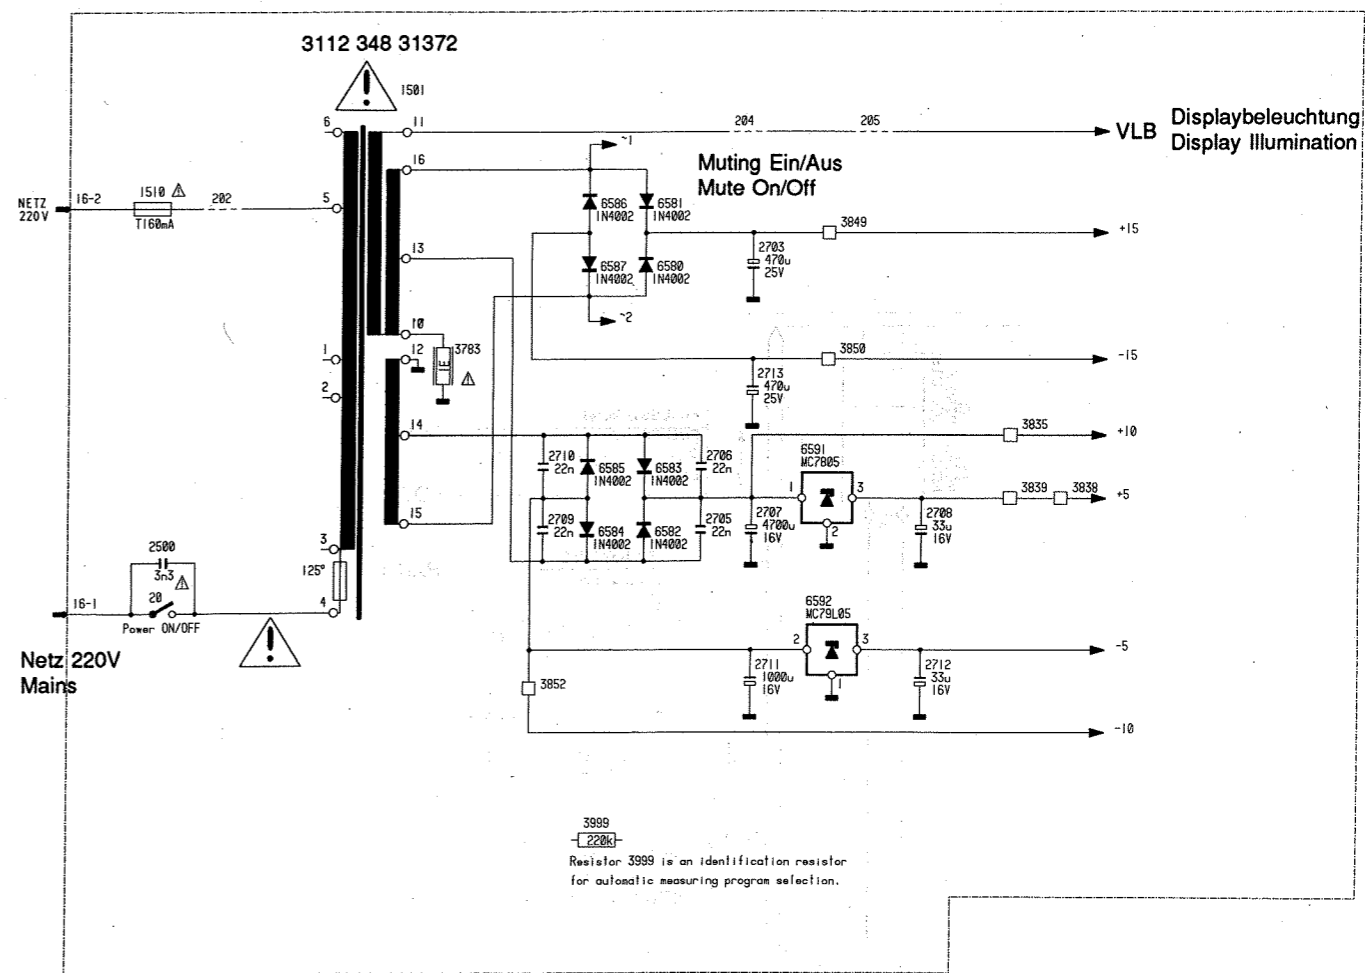 3112 348 31372
1501
6
11
204
205
VLB
Displaybeleuchtung
Display Illumination
~1
16
Muting Ein/Aus
Mute On/Off
NETZ
220V
16-2
1510
T160mA
202
5
6586
1N4002
6581
1N4002
3849
+15
13
2703
470u
25V
6587
1N4002
6580
1N4002
~2
10
1
12
1E
3783
3850
-15
2
2713
470u
25V
14
3835
+10
2710
22n
6585
1N4002
6583
1N4002
2706
22n
6591
MC7805
1
3
3839
3838
+5
15
2709
22n
6584
1N4002
6582
1N4002
2705
22n
2707
4700u
16V
2
2708
33u
16V
3
2500
3n3
125°
20
16-1
Power ON/OFF
4
6592
MC79L05
2
3
-5
Netz 220V
Mains
3852
2711
1000u
16V
1
2712
33u
16V
-10
3999
220k
Resistor 3999 is an identification resistor
for automatic measuring program selection.